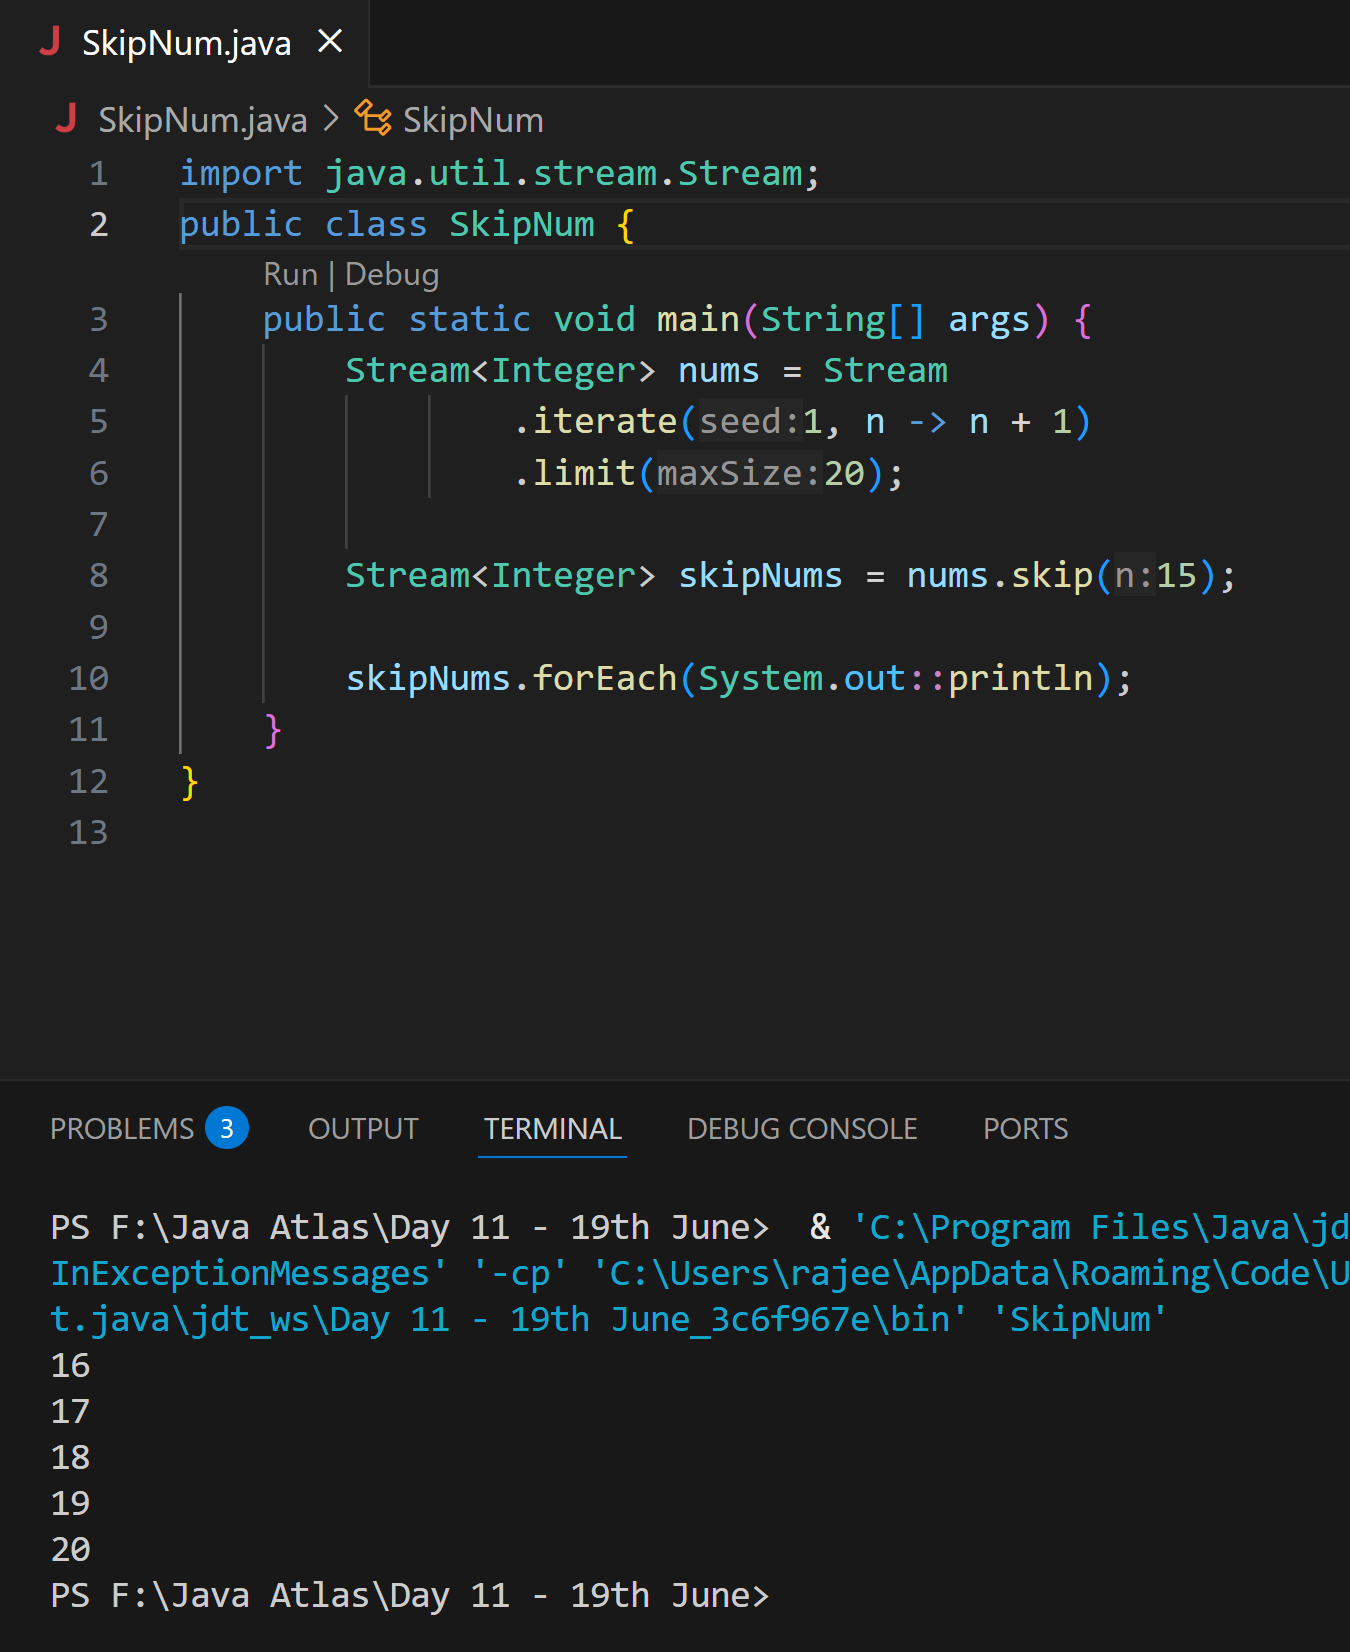 J SkipNum.java ×
J SkipNum.java > SkipNum
1 import java.util.stream.Stream;
2 public class SkipNum {
Run | Debug
3     public static void main(String[] args) {
4         Stream<Integer> nums = Stream
5                 .iterate(seed:1, n -> n + 1)
6                 .limit(maxSize:20);
7
8         Stream<Integer> skipNums = nums.skip(n:15);
9
10         skipNums.forEach(System.out::println);
11     }
12 }
13
PROBLEMS 3 OUTPUT TERMINAL DEBUG CONSOLE PORTS
PS F:\Java Atlas\Day 11 - 19th June>  & 'C:\Program Files\Java\jd
InExceptionMessages' '-cp' 'C:\Users\rajee\AppData\Roaming\Code\U
t.java\jdt_ws\Day 11 - 19th June_3c6f967e\bin' 'SkipNum'
16
17
18
19
20
PS F:\Java Atlas\Day 11 - 19th June>